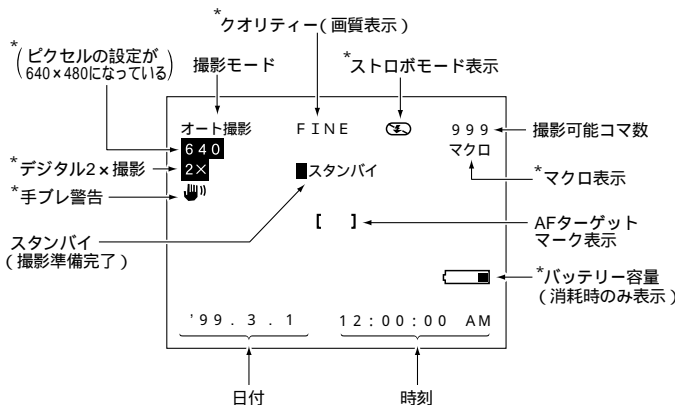 *クオリティー(画質表示)
*(ピクセルの設定が
640×480になっている)
撮影モード
*ストロボモード表示
オート撮影
FINE
999
撮影可能コマ数
640
マクロ
*デジタル2×撮影
2×
スタンバイ
*マクロ表示
*手ブレ警告
[ ]
AFターゲット
マーク表示
スタンバイ
(撮影準備完了)
*バッテリー容量
(消耗時のみ表示)
'99.3.1
12:00:00 AM
日付
時刻